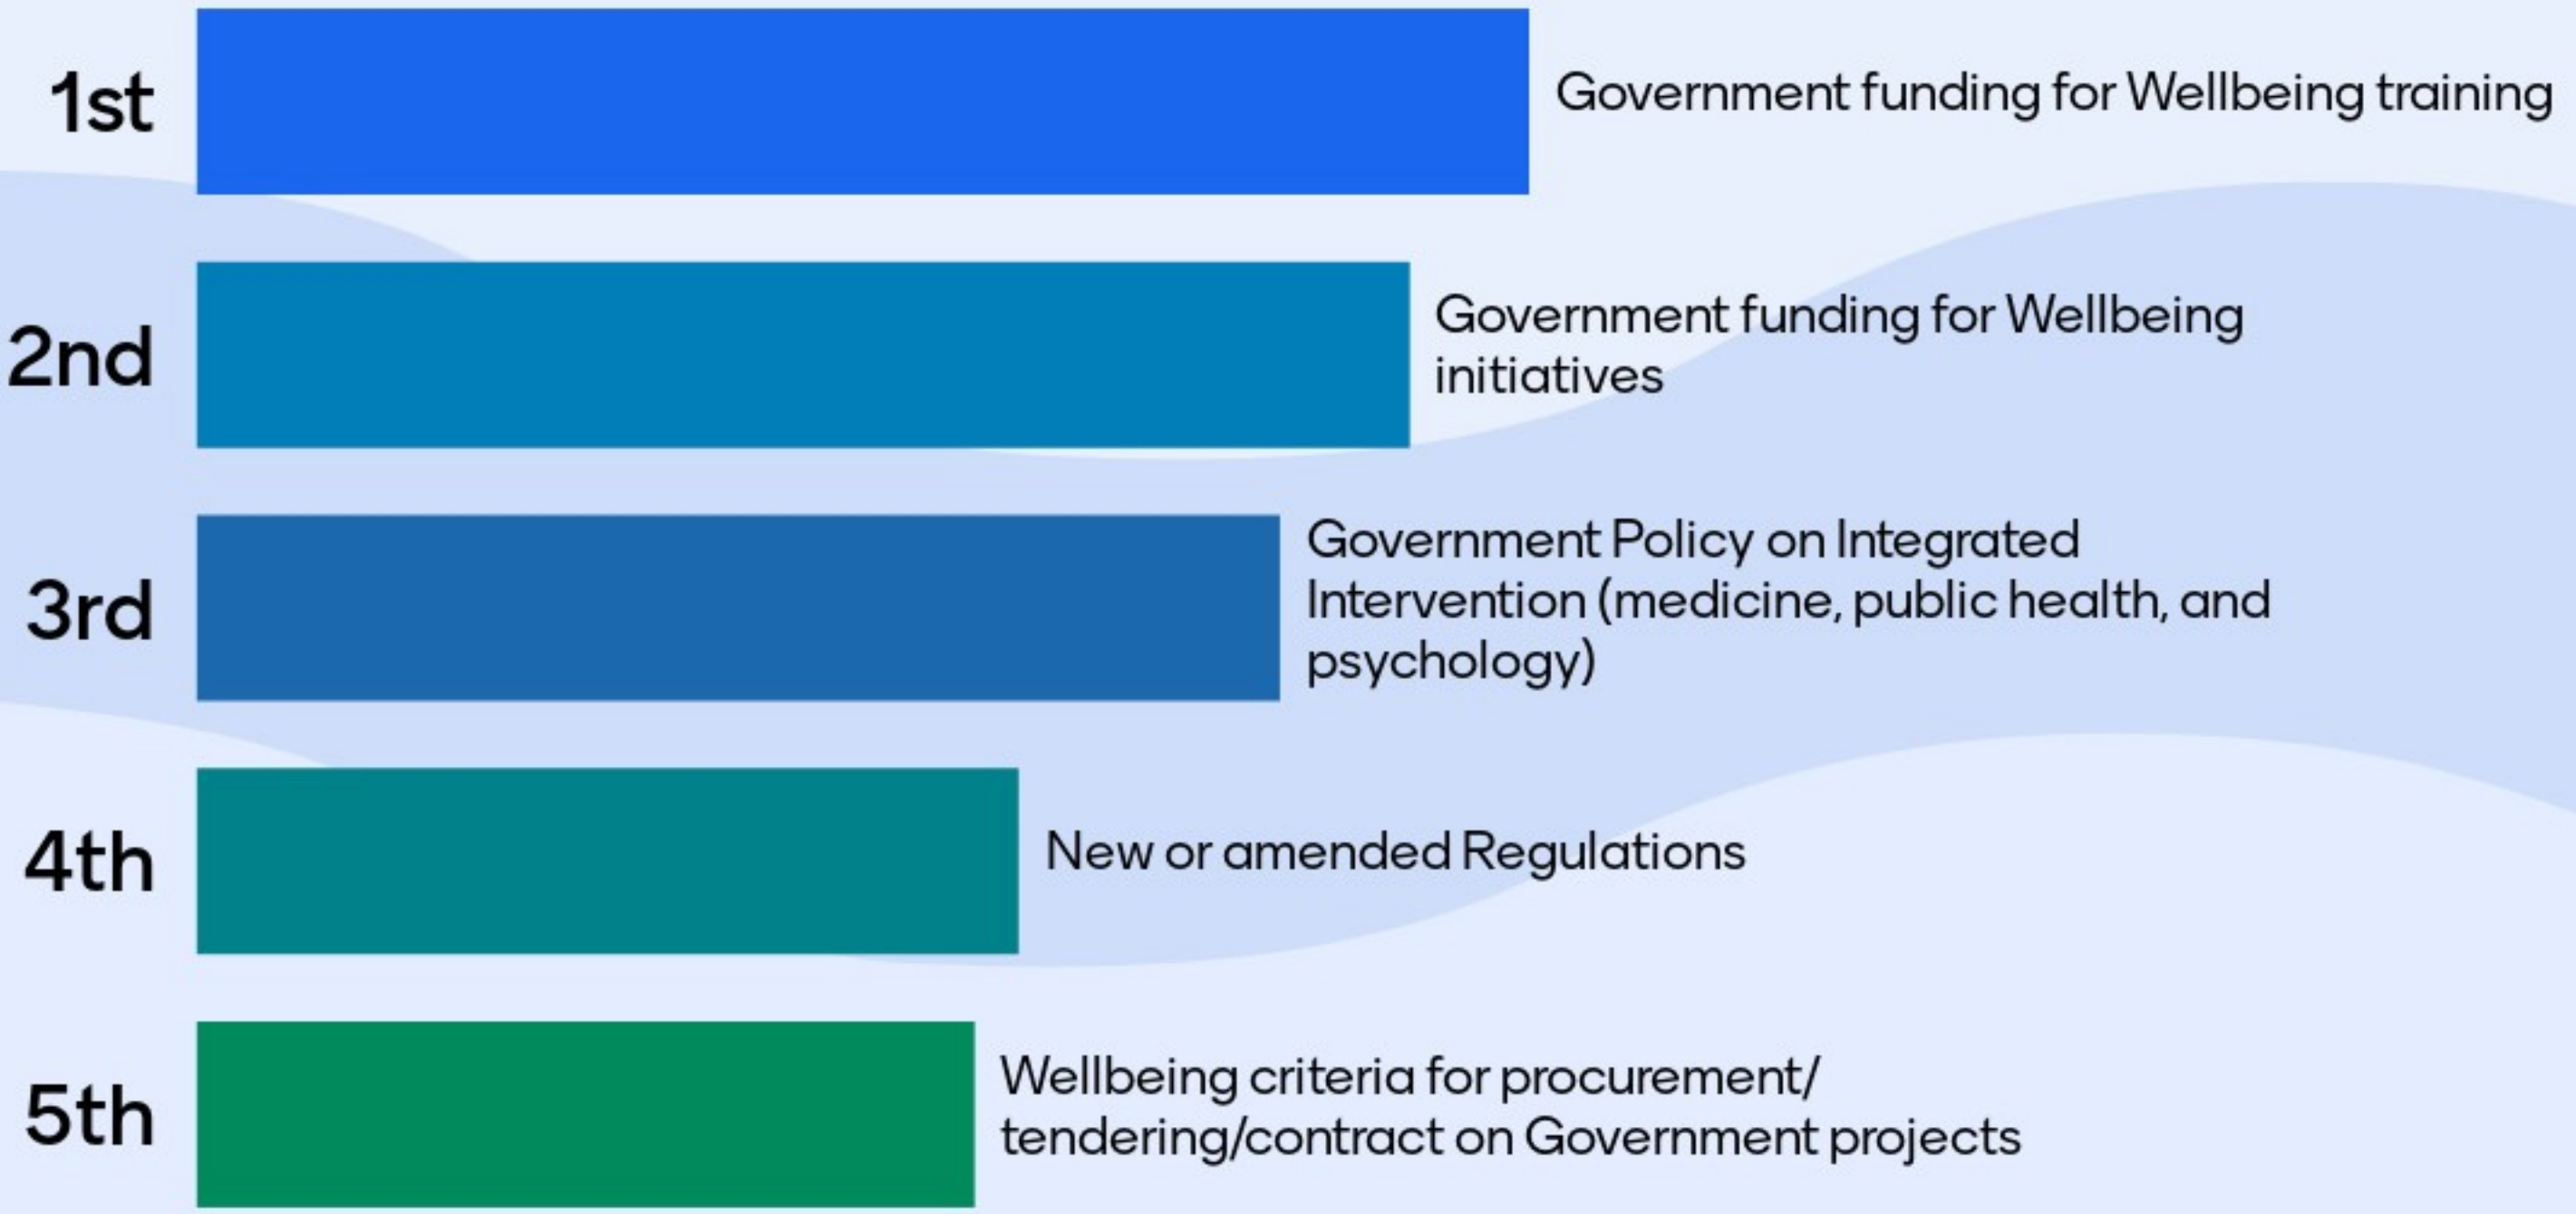 1st
Government funding for Wellbeing training
2nd
Government funding for Wellbeing
initiatives
3rd
Government Policy on Integrated
Intervention (medicine, public health, and
psychology)
4th
New or amended Regulations
5th
Wellbeing criteria for procurement/
tendering/contract on Government projects